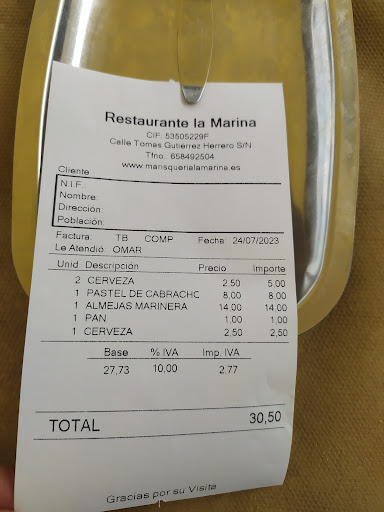 Restaurante la Marina
CIF: 53505229F
Calle Tomas Gutierrez Herrero S/N
Tfno.: 658492504
www.marisquerialamarina.es
Cliente
N.I.F.:
Nombre:
Dirección:
Población:
Factura: TB COMP Fecha: 24/07/2023
Le Atendió: OMAR
Unid. Descripción Precio Importe
2 CERVEZA 2,50 5,00
1 PASTEL DE CABRACHO 8,00 8,00
1 ALMEJAS MARINERA 14,00 14,00
1 PAN 1,00 1,00
1 CERVEZA 2,50 2,50
Base % IVA Imp. IVA
27,73 10,00 2,77
TOTAL 30,50
Gracias por su Visita